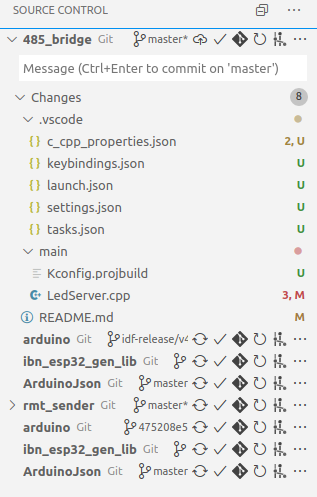 SOURCE CONTROL
485_bridge Git master*
Message (Ctrl+Enter to commit on 'master')
Changes 8
.vscode
{} c_cpp_properties.json 2, U
{} keybindings.json U
{} launch.json U
{} settings.json U
{} tasks.json U
main
Kconfig.projbuild U
LedServer.cpp 3, M
README.md M
arduino Git idf-release/v4
ibn_esp32_gen_lib Git
ArduinoJson Git master
rmt_sender Git master*
arduino Git 475208e5
ibn_esp32_gen_lib Git
ArduinoJson Git master